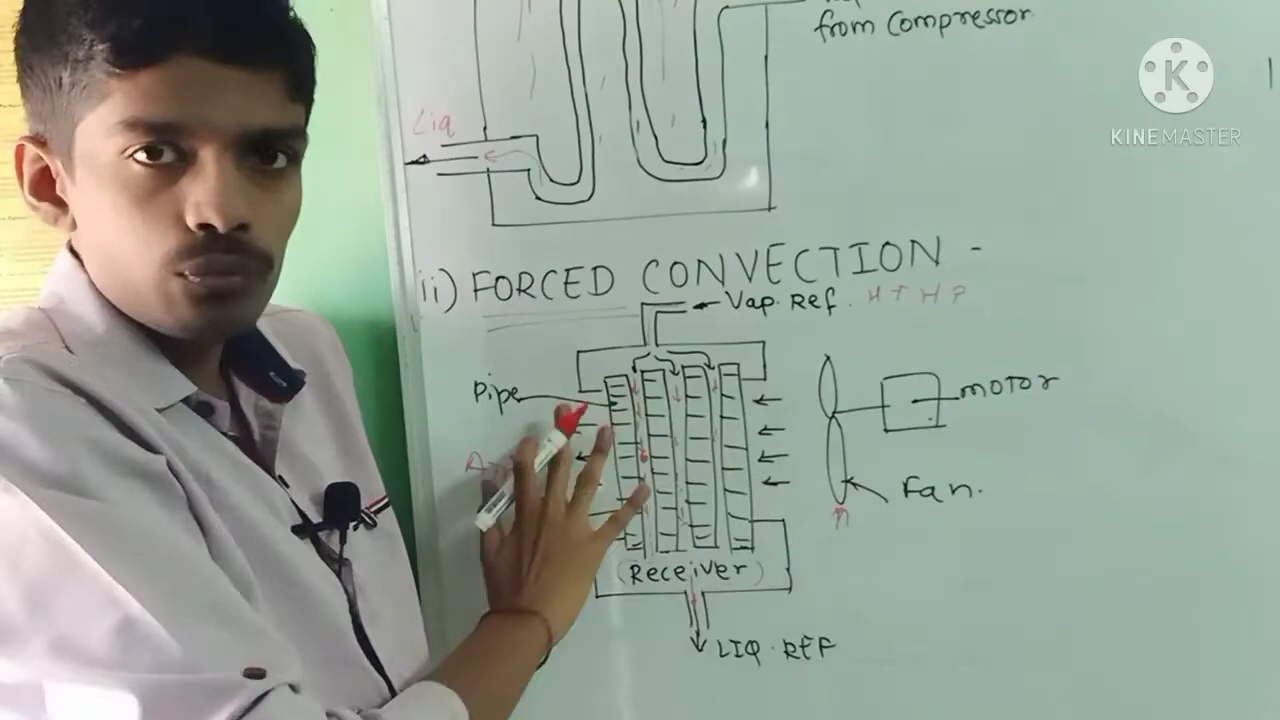 from Compressor
K
KINEMASTER
Liq
ii) FORCED CONVECTION -
Vap. Ref. HTHP
Pipe
MOTOR
Fan.
(Receiver)
LIQ. REF